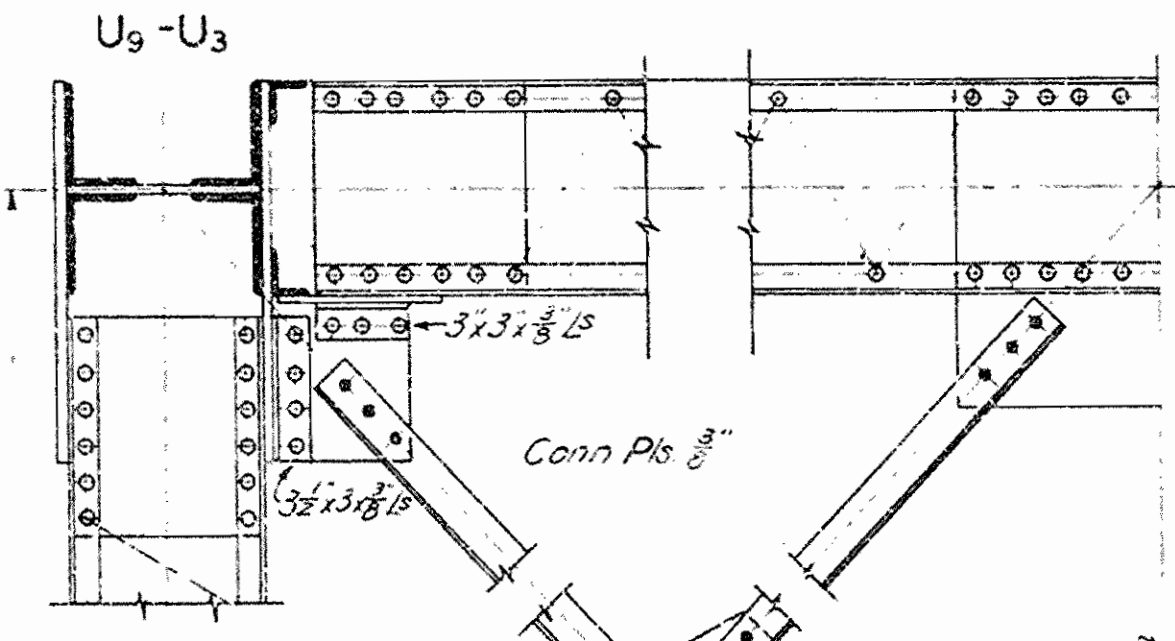 U₉ - U₃
3"x3"x3/8" Ls
Conn Pls. 3/8"
3 1/2"x3x3/8" Ls